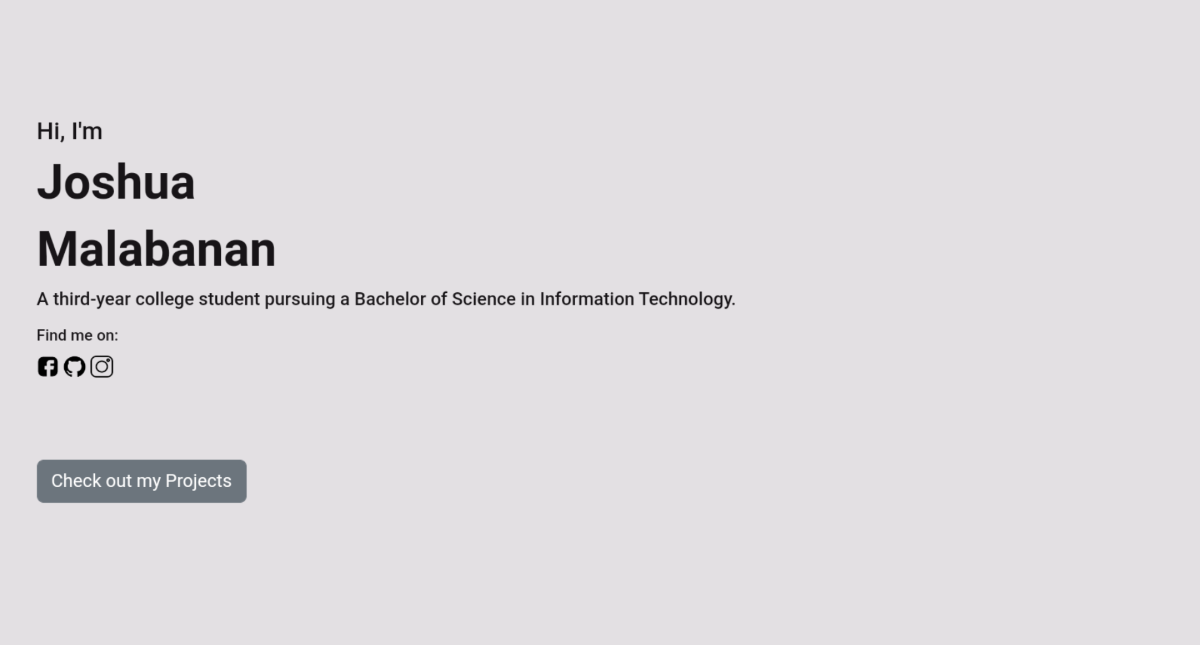 Hi, I'm
Joshua
Malabanan
A third-year college student pursuing a Bachelor of Science in Information Technology.
Find me on:
Check out my Projects